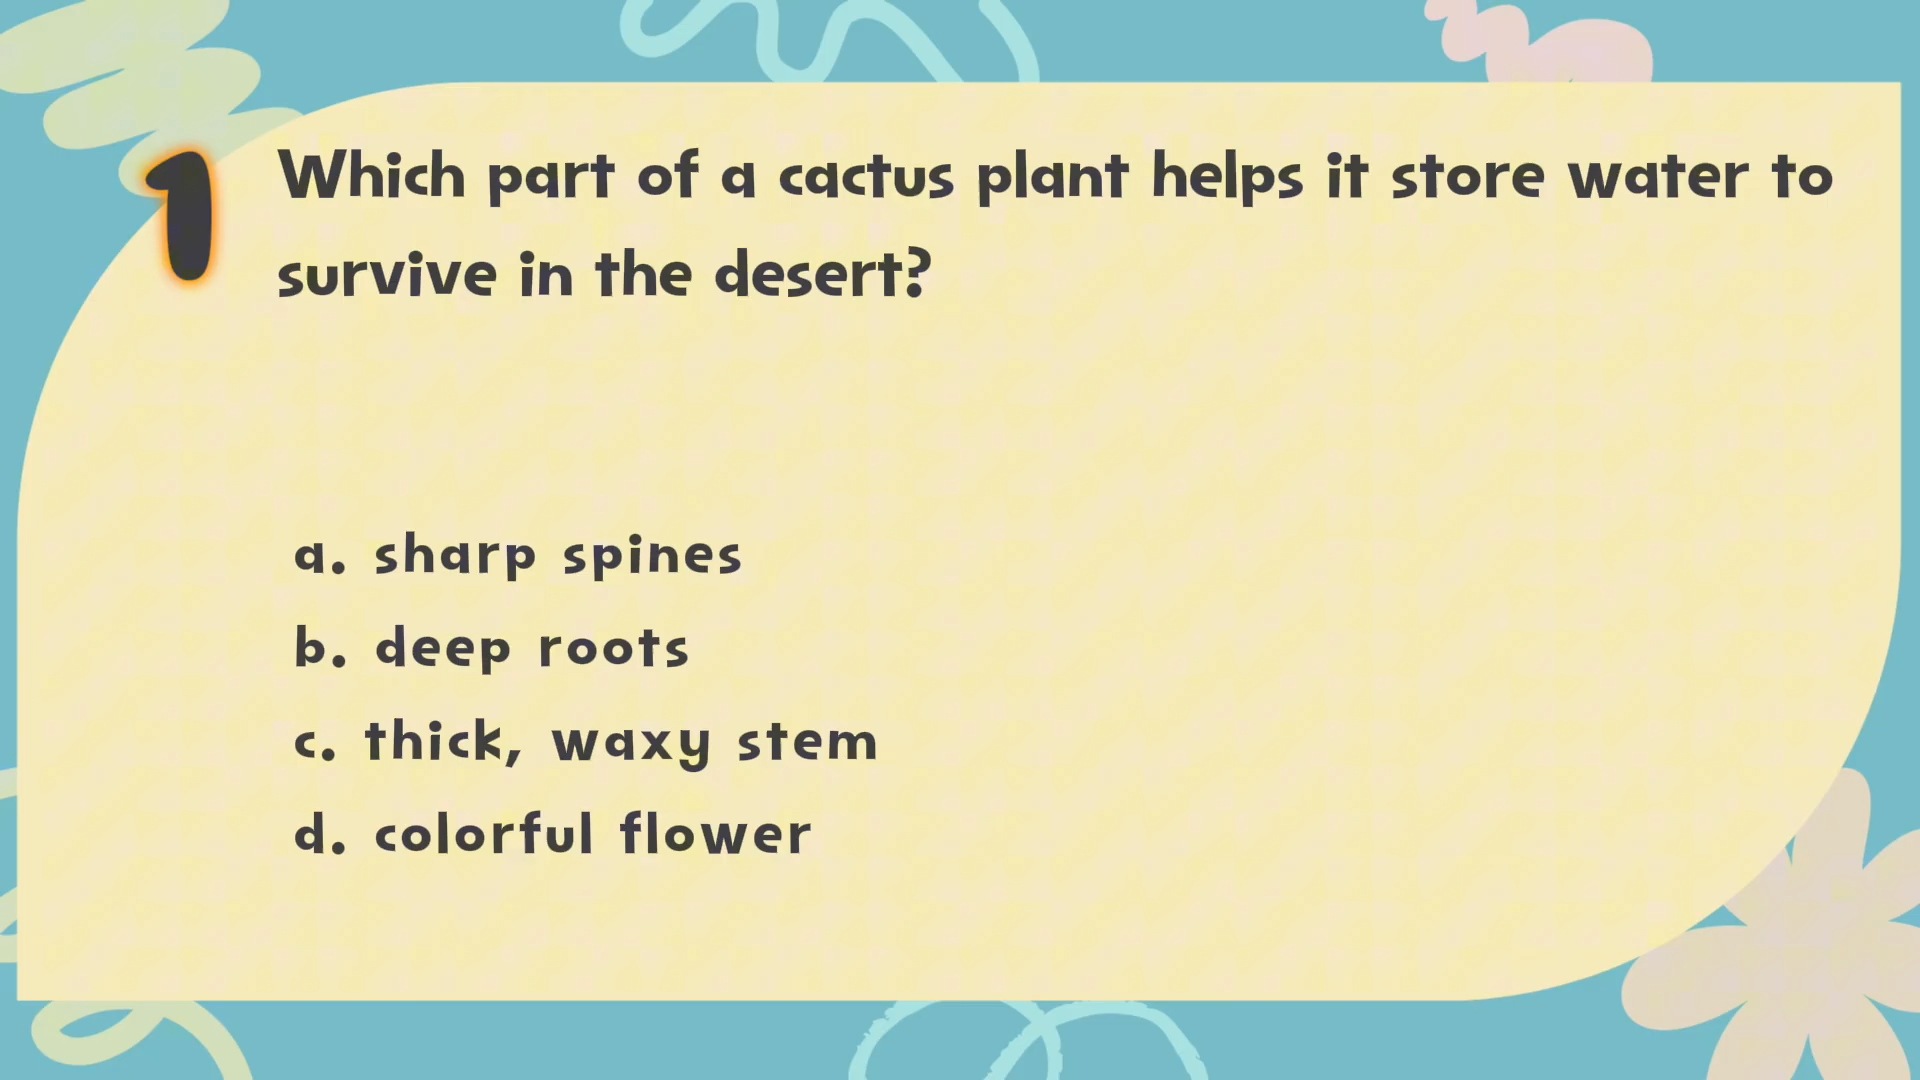 1
Which part of a cactus plant helps it store water to
survive in the desert?
a. sharp spines
b. deep roots
c. thick, waxy stem
d. colorful flower